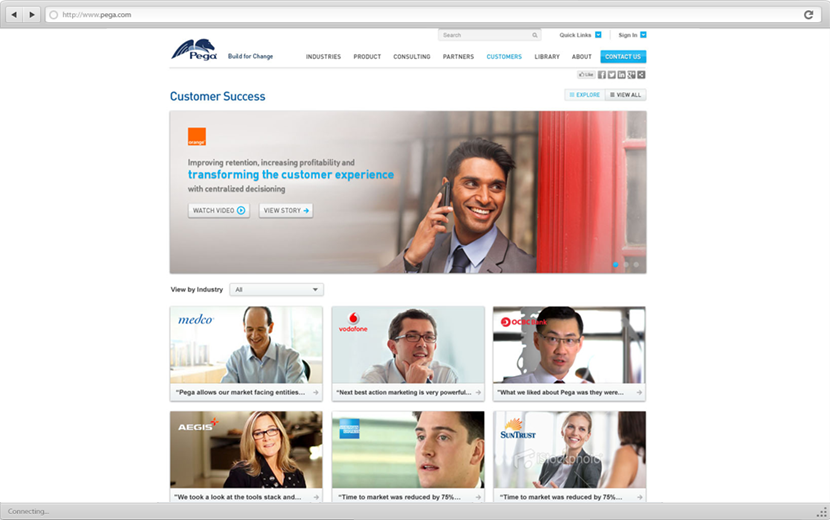 http://www.pega.com
Search
Quick Links
Sign In
Pega
Build for Change
INDUSTRIES
PRODUCT
CONSULTING
PARTNERS
CUSTOMERS
LIBRARY
ABOUT
CONTACT US
Like
Customer Success
EXPLORE
VIEW ALL
orange
Improving retention, increasing profitability and
transforming the customer experience
with centralized decisioning
WATCH VIDEO
VIEW STORY
View by Industry
All
medco
vodafone
OCBC Bank
"Pega allows our market facing entities...
"Next best action marketing is very powerful...
"What we liked about Pega was they were...
AEGIS
AMERICAN EXPRESS
SUNTRUST
iStockphoto
"We took a look at the tools stack and...
"Time to market was reduced by 75%...
"Time to market was reduced by 75%...
Connecting...